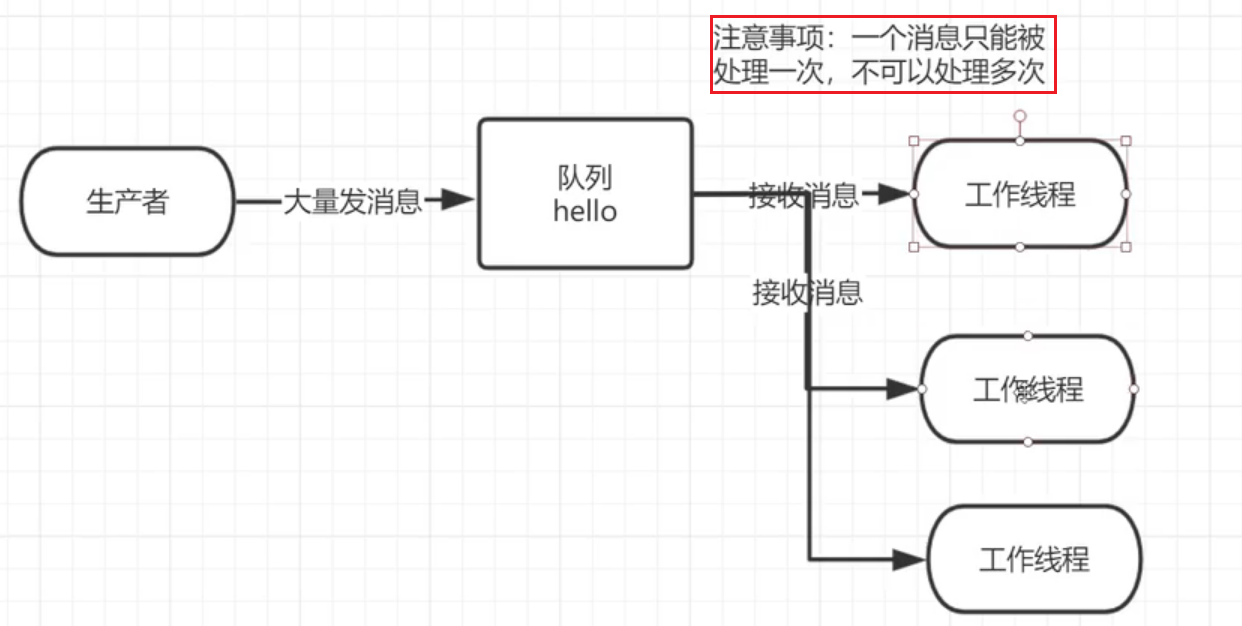 注意事项：一个消息只能被
处理一次，不可以处理多次
生产者
大量发消息
队列
hello
接收消息
工作线程
接收消息
工作线程
工作线程